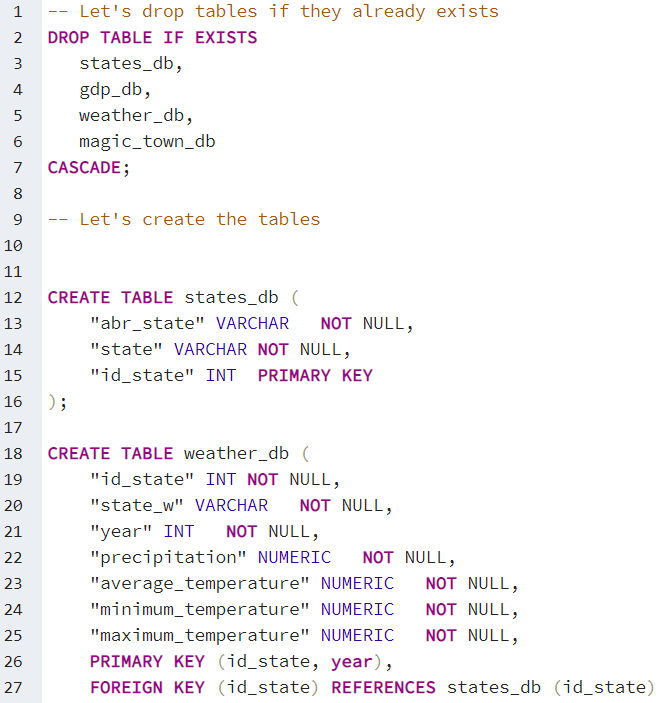 1 -- Let's drop tables if they already exists
2 DROP TABLE IF EXISTS
3    states_db,
4    gdp_db,
5    weather_db,
6    magic_town_db
7 CASCADE;
8
9 -- Let's create the tables
10
11
12 CREATE TABLE states_db (
13     "abr_state" VARCHAR   NOT NULL,
14     "state" VARCHAR NOT NULL,
15     "id_state" INT  PRIMARY KEY
16 );
17
18 CREATE TABLE weather_db (
19     "id_state" INT NOT NULL,
20     "state_w" VARCHAR   NOT NULL,
21     "year" INT   NOT NULL,
22     "precipitation" NUMERIC   NOT NULL,
23     "average_temperature" NUMERIC   NOT NULL,
24     "minimum_temperature" NUMERIC   NOT NULL,
25     "maximum_temperature" NUMERIC   NOT NULL,
26     PRIMARY KEY (id_state, year),
27     FOREIGN KEY (id_state) REFERENCES states_db (id_state)